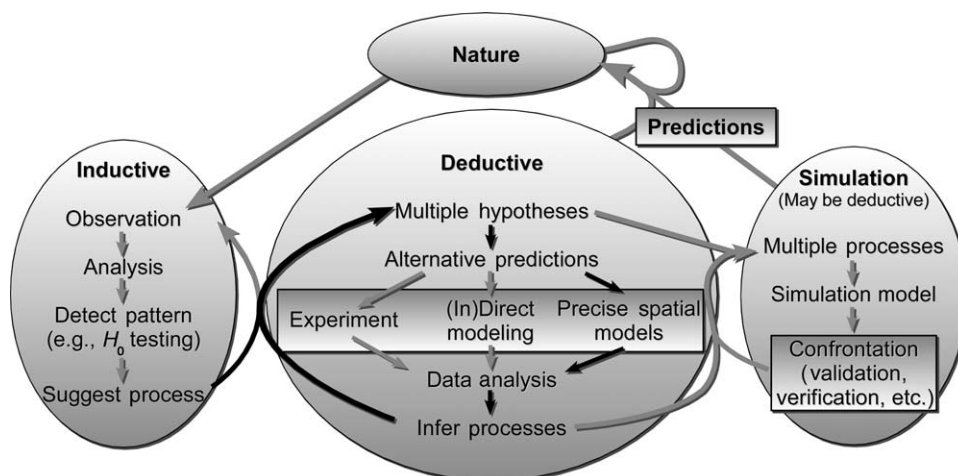 Nature
Predictions
Inductive
Observation
Analysis
Detect pattern
(e.g., H₀ testing)
Suggest process
Deductive
Multiple hypotheses
Alternative predictions
Experiment
(In)Direct
modeling
Precise spatial
models
Data analysis
Infer processes
Simulation
(May be deductive)
Multiple processes
Simulation model
Confrontation
(validation,
verification, etc.)